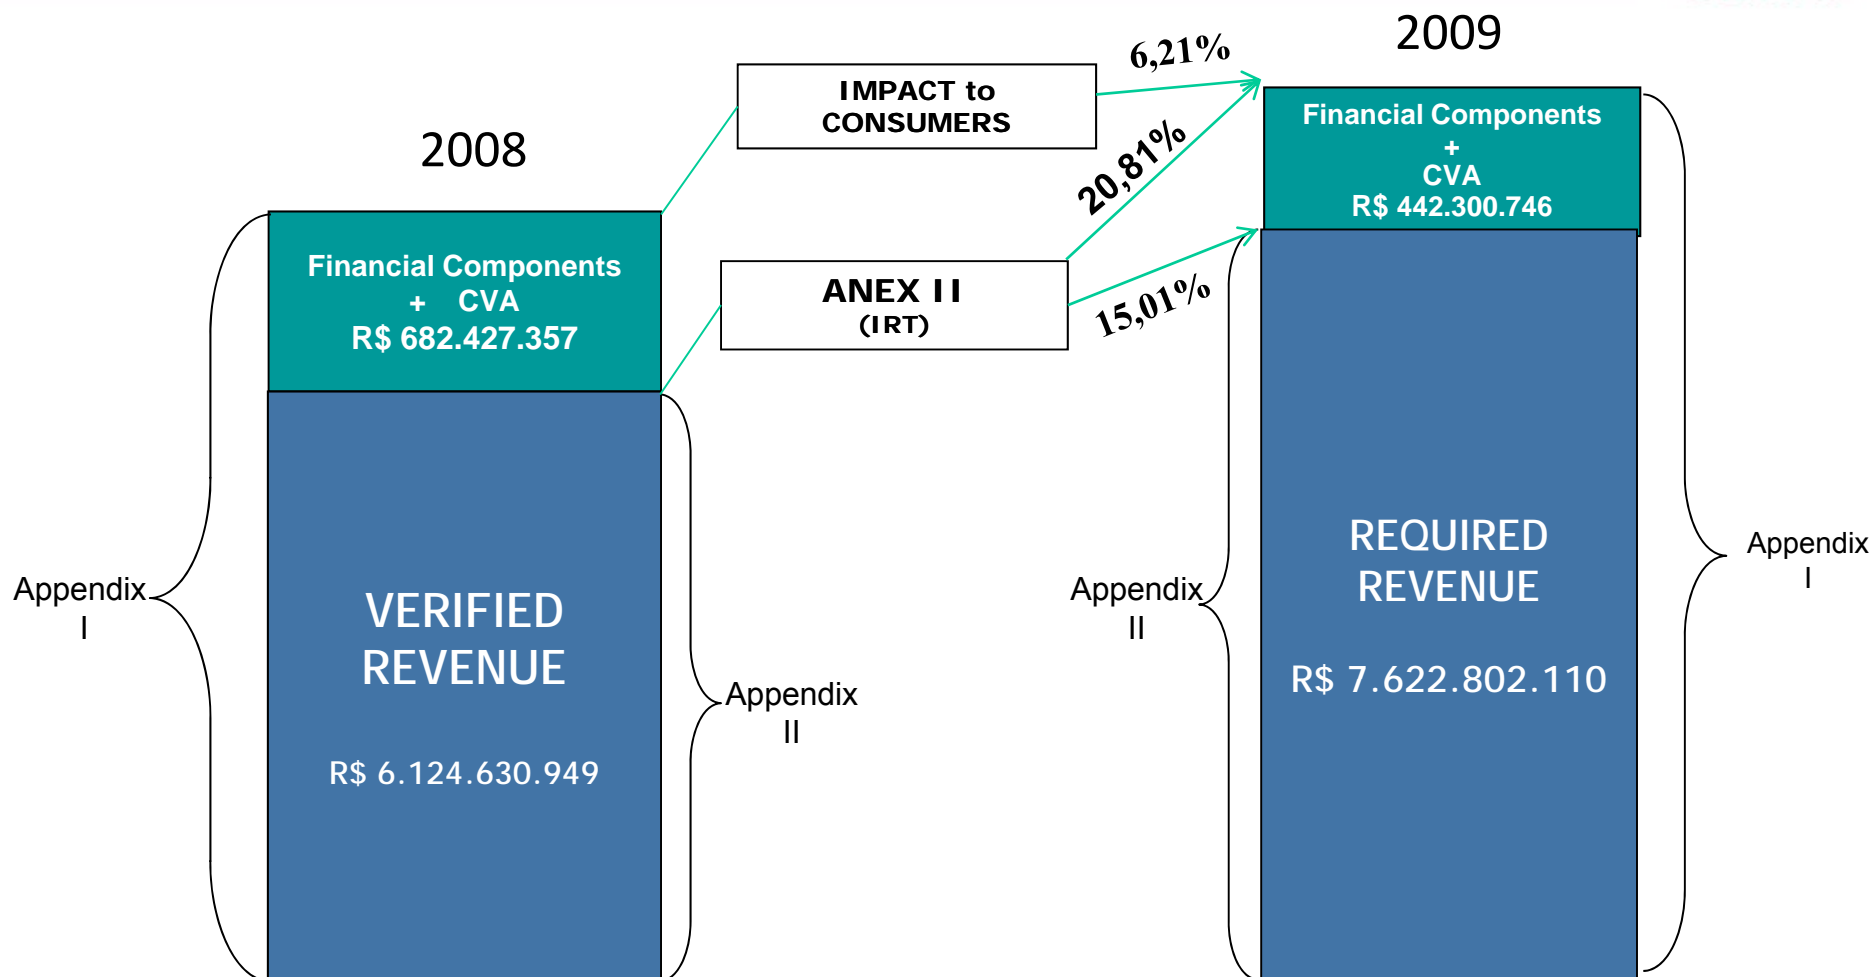 2009
6,21%
IMPACT to
CONSUMERS
Financial Components
+
CVA
R$ 442.300.746
2008
20,81%
Financial Components
+ CVA
R$ 682.427.357
ANEX II
(IRT)
15,01%
REQUIRED
REVENUE
R$ 7.622.802.110
Appendix
I
Appendix
I
VERIFIED
REVENUE
R$ 6.124.630.949
Appendix
II
Appendix
II